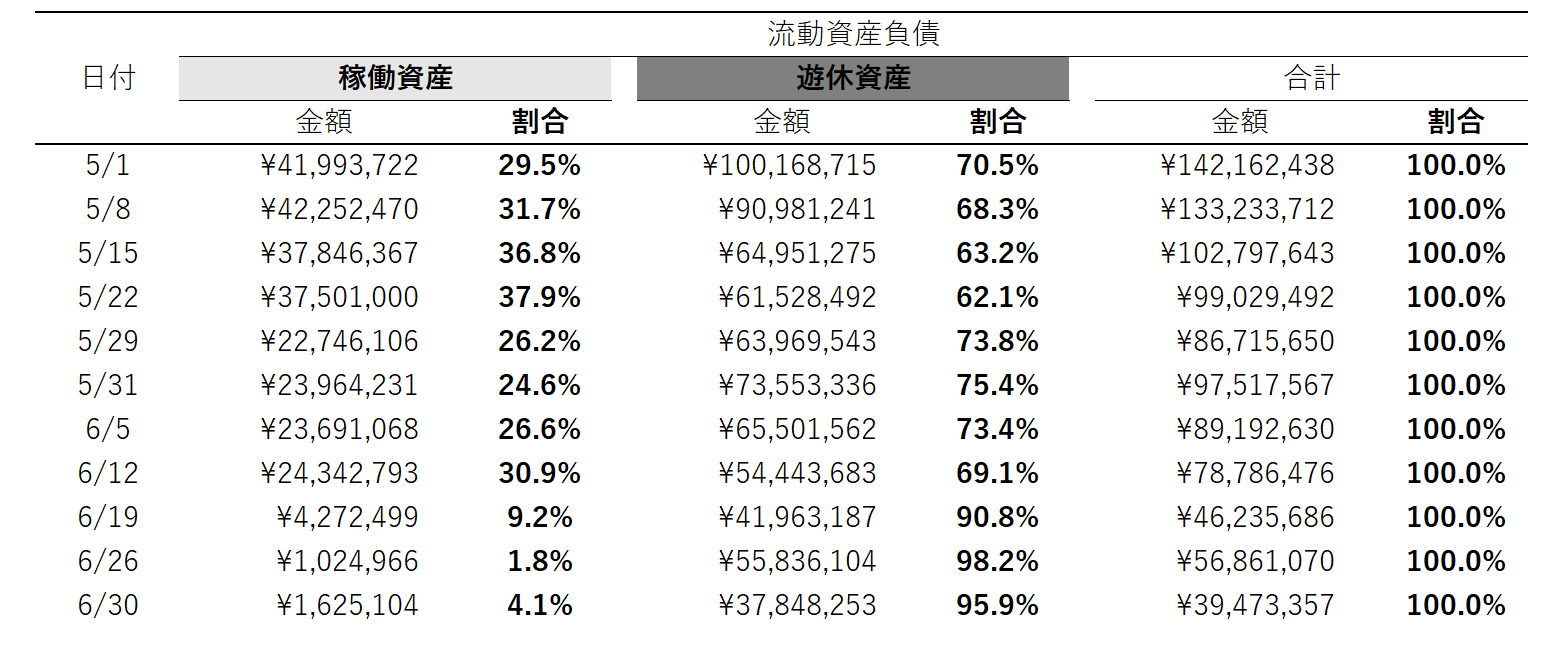 流動資産負債
日付 稼働資産 遊休資産 合計
金額 割合 金額 割合 金額 割合
5/1 ¥41,993,722 29.5% ¥100,168,715 70.5% ¥142,162,438 100.0%
5/8 ¥42,252,470 31.7% ¥90,981,241 68.3% ¥133,233,712 100.0%
5/15 ¥37,846,367 36.8% ¥64,951,275 63.2% ¥102,797,643 100.0%
5/22 ¥37,501,000 37.9% ¥61,528,492 62.1% ¥99,029,492 100.0%
5/29 ¥22,746,106 26.2% ¥63,969,543 73.8% ¥86,715,650 100.0%
5/31 ¥23,964,231 24.6% ¥73,553,336 75.4% ¥97,517,567 100.0%
6/5 ¥23,691,068 26.6% ¥65,501,562 73.4% ¥89,192,630 100.0%
6/12 ¥24,342,793 30.9% ¥54,443,683 69.1% ¥78,786,476 100.0%
6/19 ¥4,272,499 9.2% ¥41,963,187 90.8% ¥46,235,686 100.0%
6/26 ¥1,024,966 1.8% ¥55,836,104 98.2% ¥56,861,070 100.0%
6/30 ¥1,625,104 4.1% ¥37,848,253 95.9% ¥39,473,357 100.0%